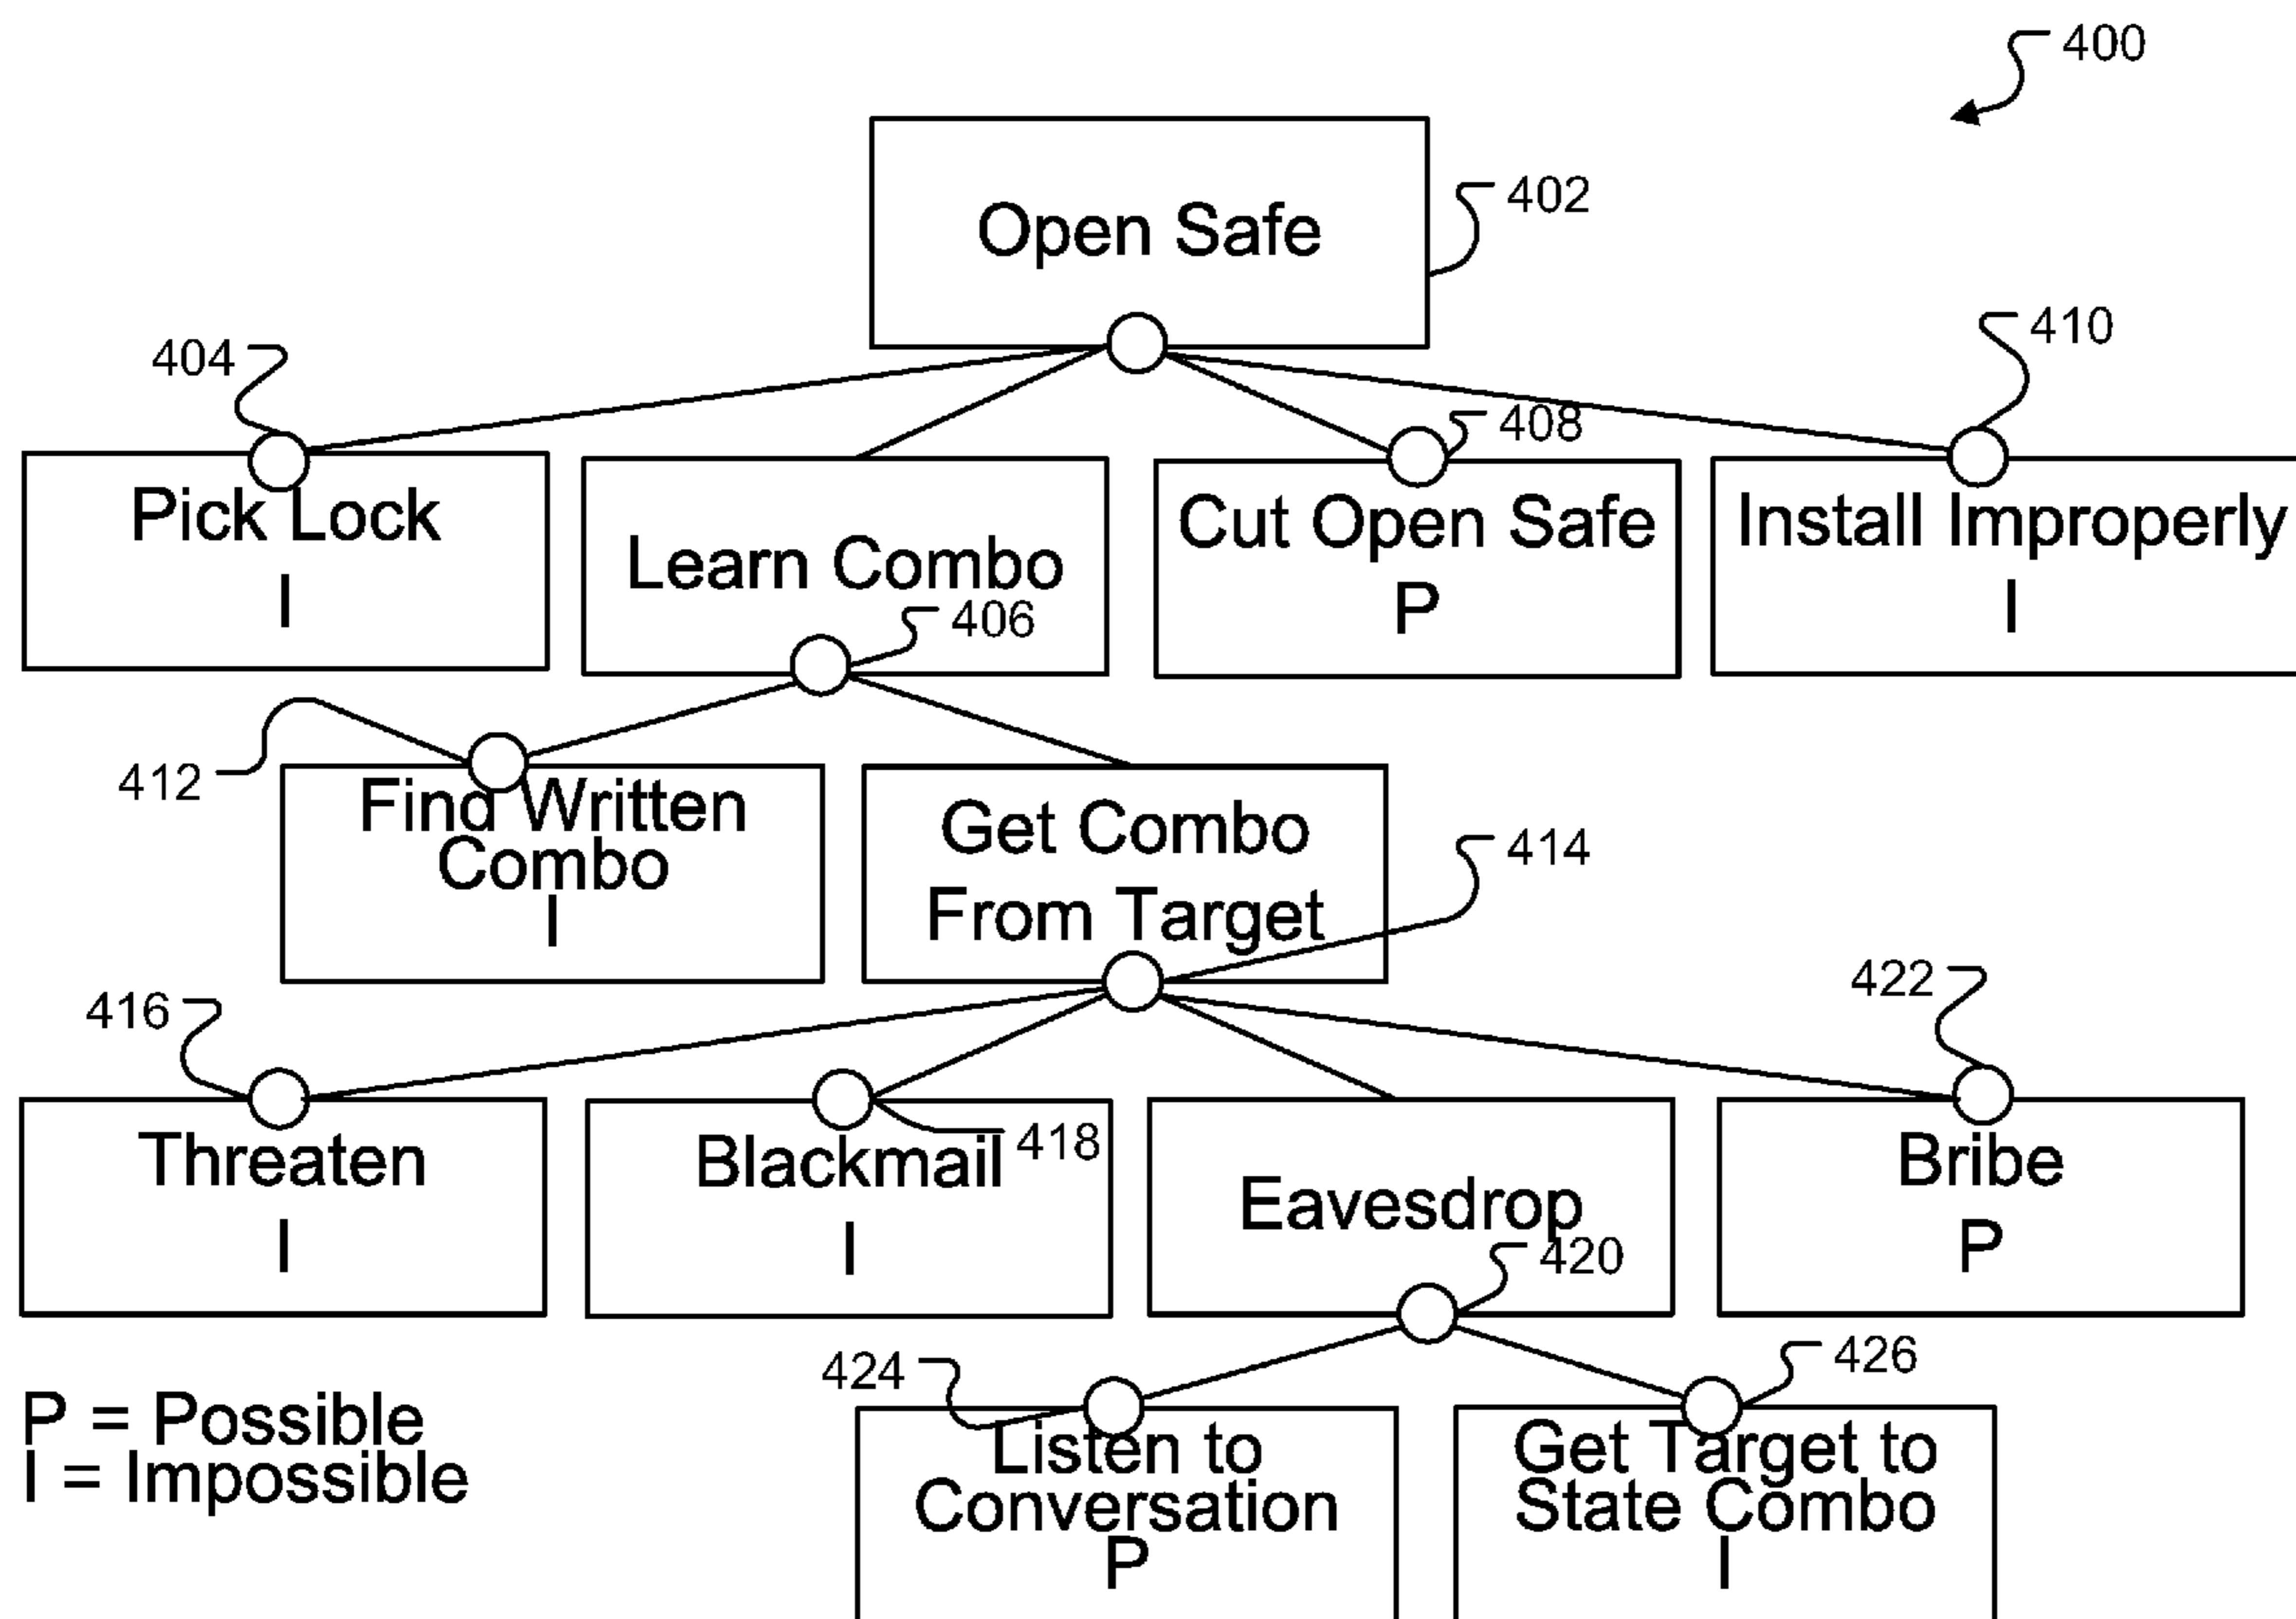 400
Open Safe
402
404
410
408
Pick Lock
I
Learn Combo
406
Cut Open Safe
P
Install Improperly
I
412
Find Written
Combo
I
Get Combo
From Target
414
416
422
Threaten
I
Blackmail
I
418
Eavesdrop
420
Bribe
P
424
426
P = Possible
I = Impossible
Listen to
Conversation
P
Get Target to
State Combo
I